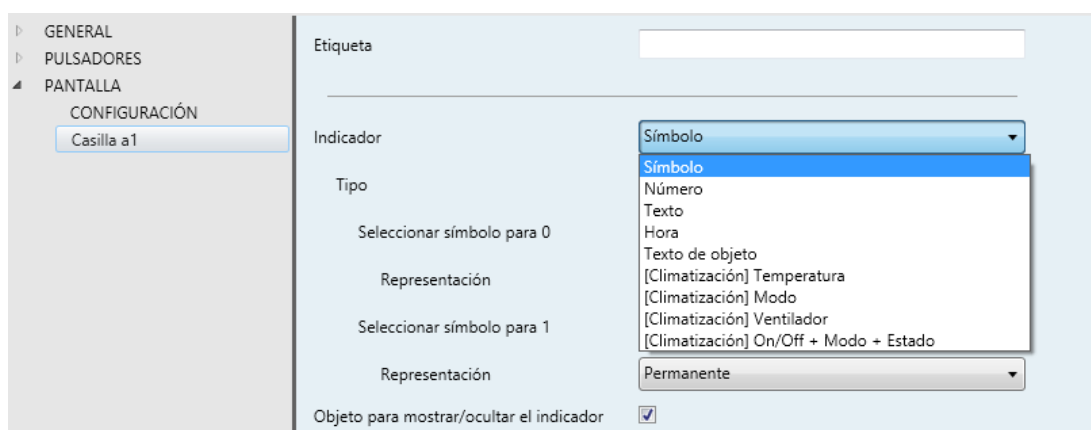 GENERAL
PULSADORES
PANTALLA
CONFIGURACIÓN
Casilla a1
Etiqueta
Indicador
Símbolo
Símbolo
Número
Texto
Hora
Texto de objeto
[Climatización] Temperatura
[Climatización] Modo
[Climatización] Ventilador
[Climatización] On/Off + Modo + Estado
Tipo
Seleccionar símbolo para 0
Representación
Seleccionar símbolo para 1
Representación
Permanente
Objeto para mostrar/ocultar el indicador